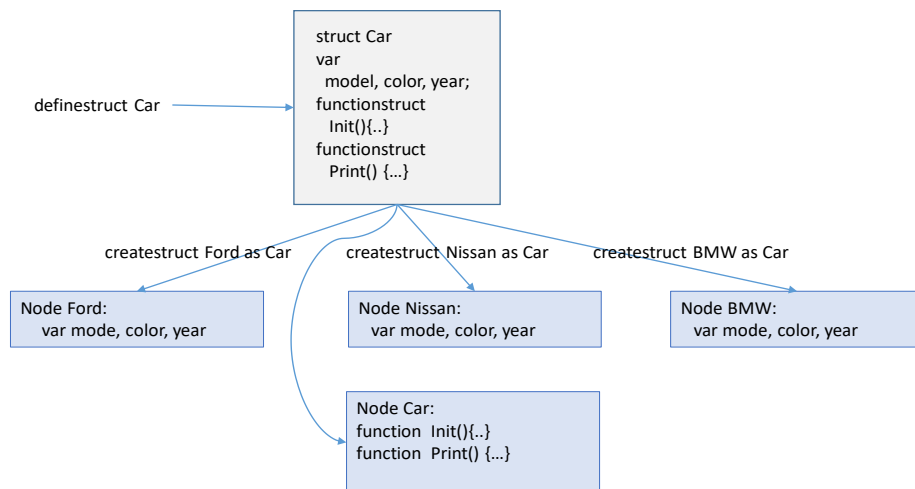 struct Car
var
model, color, year;
functionstruct
Init(){..}
functionstruct
Print() {...}
definestruct Car
createstruct Ford as Car
createstruct Nissan as Car
createstruct BMW as Car
Node Ford:
var mode, color, year
Node Nissan:
var mode, color, year
Node BMW:
var mode, color, year
Node Car:
function Init(){..}
function Print() {...}